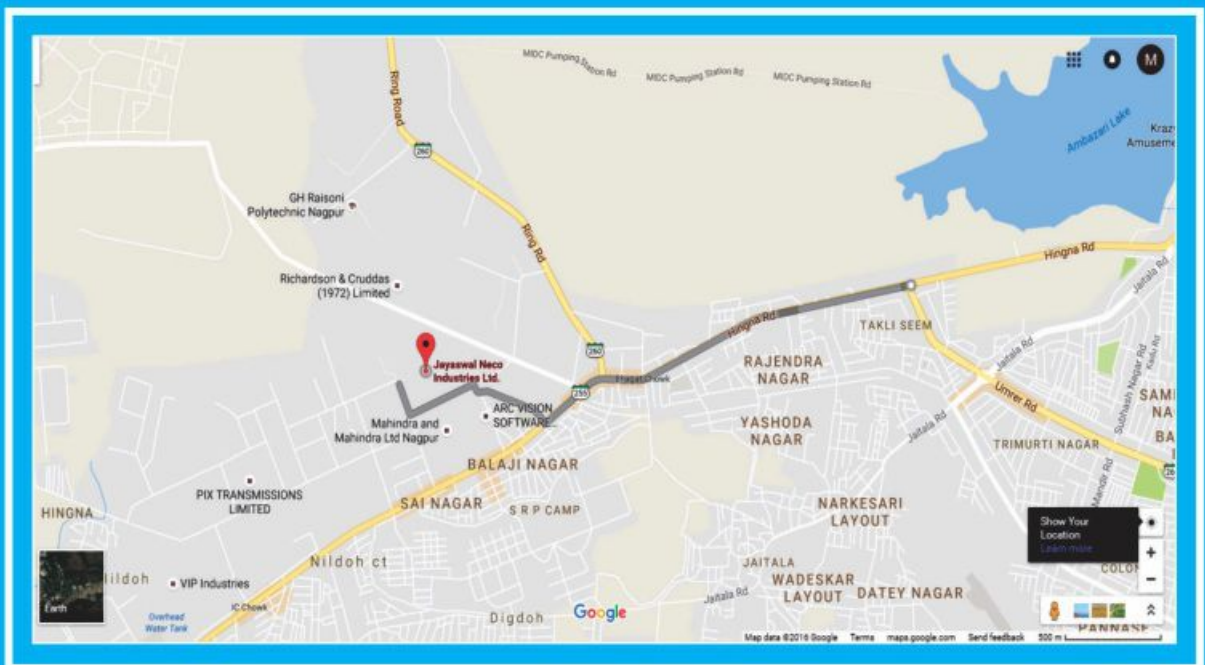 MIDC Pumping Station Rd
MIDC Pumping Station Rd
MIDC Pumping Station Rd
M
Ring Road
260
Ambazari Lake
Amuseme
GH Raisoni
Polytechnic Nagpur
Ring Rd
Hingna Rd
Jaitala Rd
Richardson & Cruddas
(1972) Limited
TAKLI SEEM
Hingna Rd
260
Jayaswal Neco
Industries Ltd.
RAJENDRA
NAGAR
Jaitala Rd
Subhash Nagar Rd
255
Umrer Rd
ARC VISION
SOFTWARE...
Mahindra and
Mahindra Ltd Nagpur
YASHODA
NAGAR
Jaitala Rd
TRIMURTI NAGAR
BALAJI NAGAR
PIX TRANSMISSIONS
LIMITED
SAI NAGAR
S R P CAMP
NARKESARI
LAYOUT
HINGNA
Show Your
Location
Learn more
Nildoh ct
JAITALA
WADESKAR
LAYOUT
DATEY NAGAR
VIP Industries
Earth
IC Chowk
Overhead
Water Tank
Digdoh
Google
Jaitala Rd
Map data ©2016 Google Terms maps.google.com Send feedback 500 m